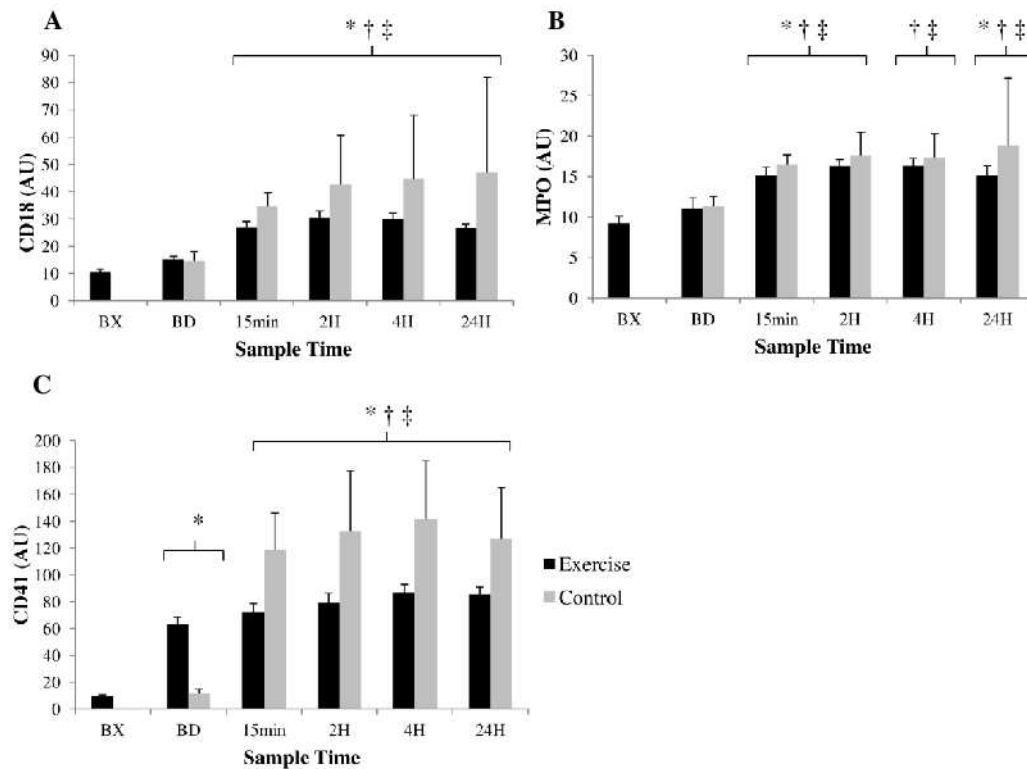 A
* † ‡
90
80
70
60
50
40
30
20
10
0
CD18 (AU)
BX BD 15min 2H 4H 24H
Sample Time
B
* † ‡ † ‡ * † ‡
30
25
20
15
10
5
0
MPO (AU)
BX BD 15min 2H 4H 24H
Sample Time
C
* † ‡
*
200
180
160
140
120
100
80
60
40
20
0
CD41 (AU)
BX BD 15min 2H 4H 24H
Sample Time
Exercise
Control